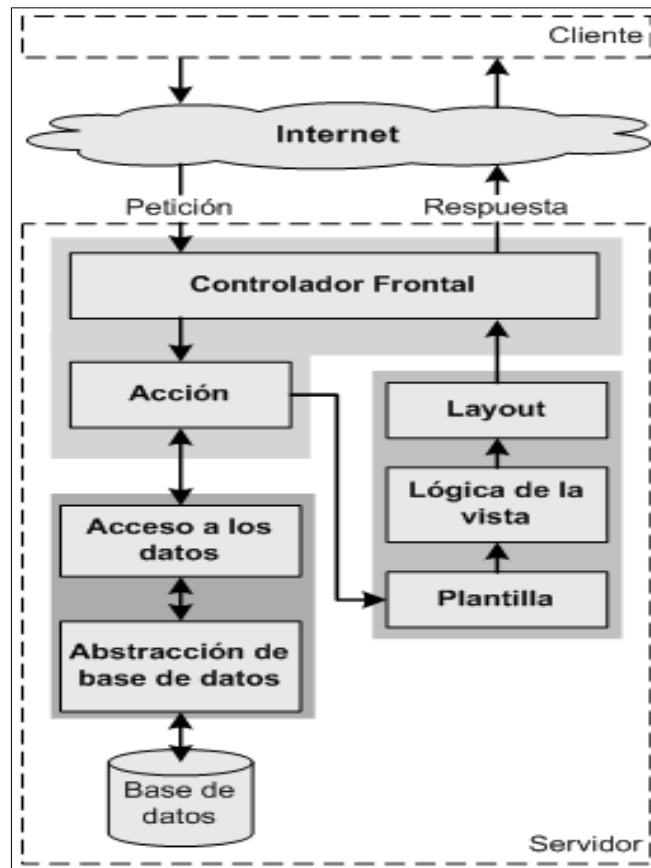 Cliente
Internet
Petición
Respuesta
Controlador Frontal
Acción
Layout
Lógica de la
vista
Plantilla
Acceso a los
datos
Abstracción de
base de datos
Base de
datos
Servidor